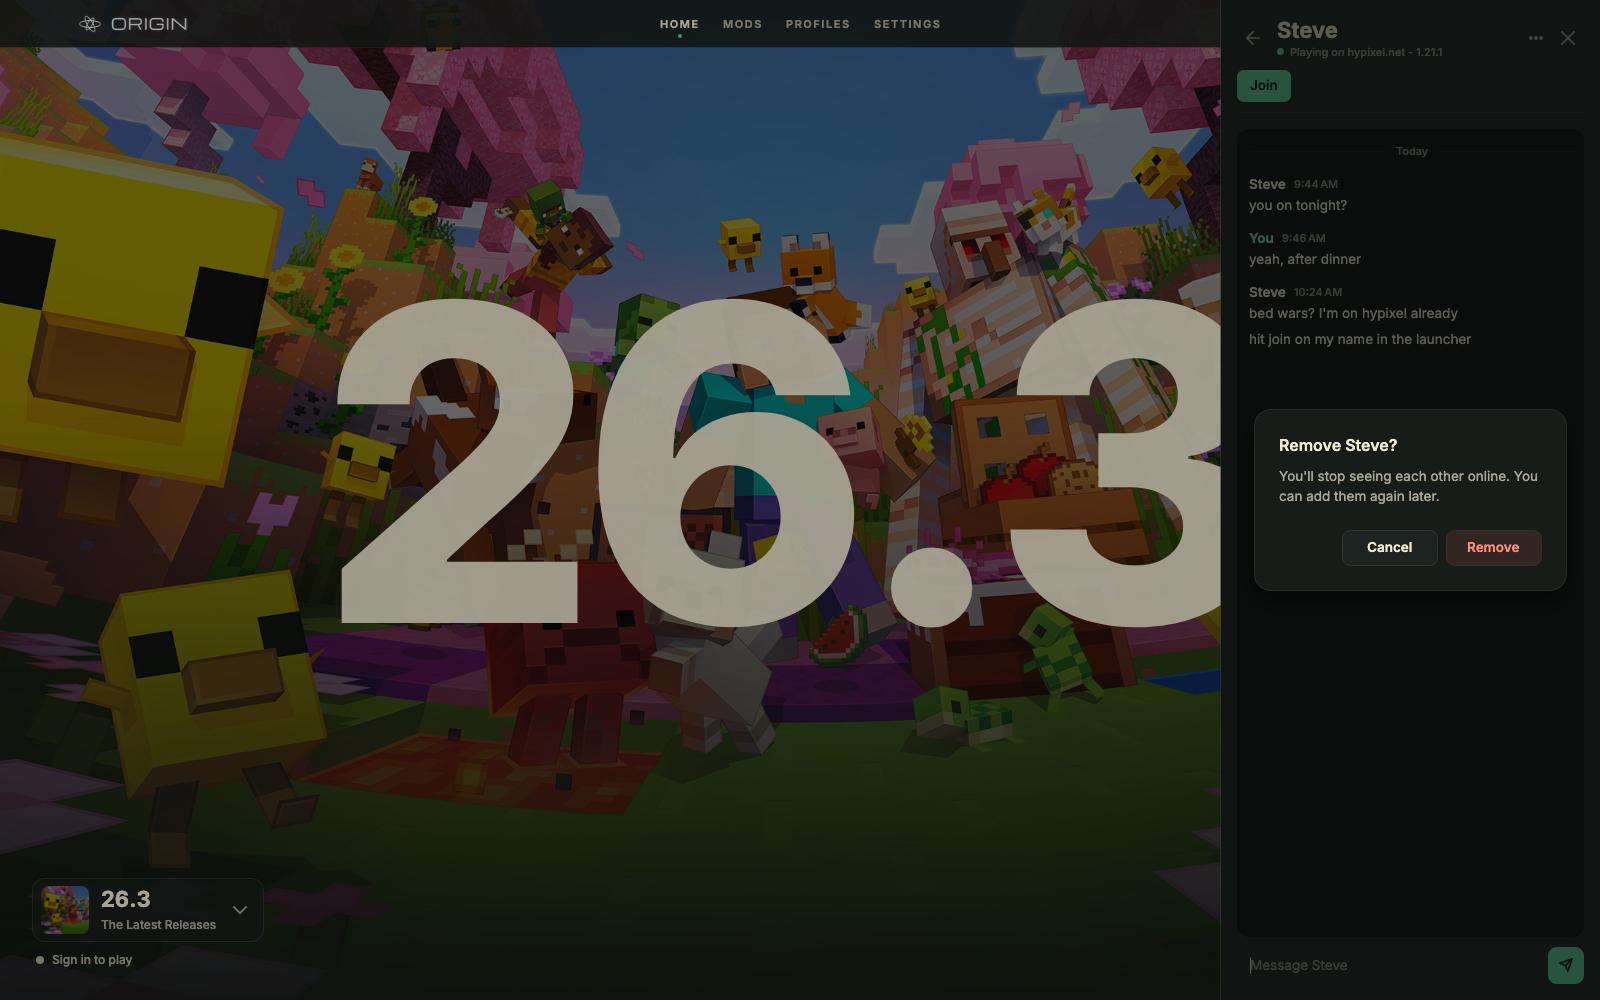 ORIGIN
HOME MODS PROFILES SETTINGS
Steve
Playing on hypixel.net - 1.21.1
Join
Today
Steve 9:44 AM
you on tonight?
You 9:46 AM
yeah, after dinner
Steve 10:24 AM
bed wars? I'm on hypixel already
hit join on my name in the launcher
26.3
Remove Steve?
You'll stop seeing each other online. You
can add them again later.
Cancel Remove
26.3
The Latest Releases
Sign in to play
Message Steve